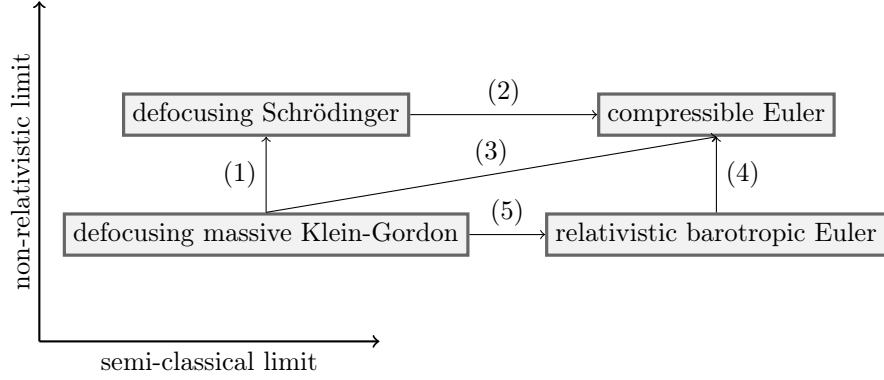 non-relativistic limit
(2)
defocusing Schrödinger
compressible Euler
(3)
(1)
(4)
(5)
defocusing massive Klein-Gordon
relativistic barotropic Euler
semi-classical limit